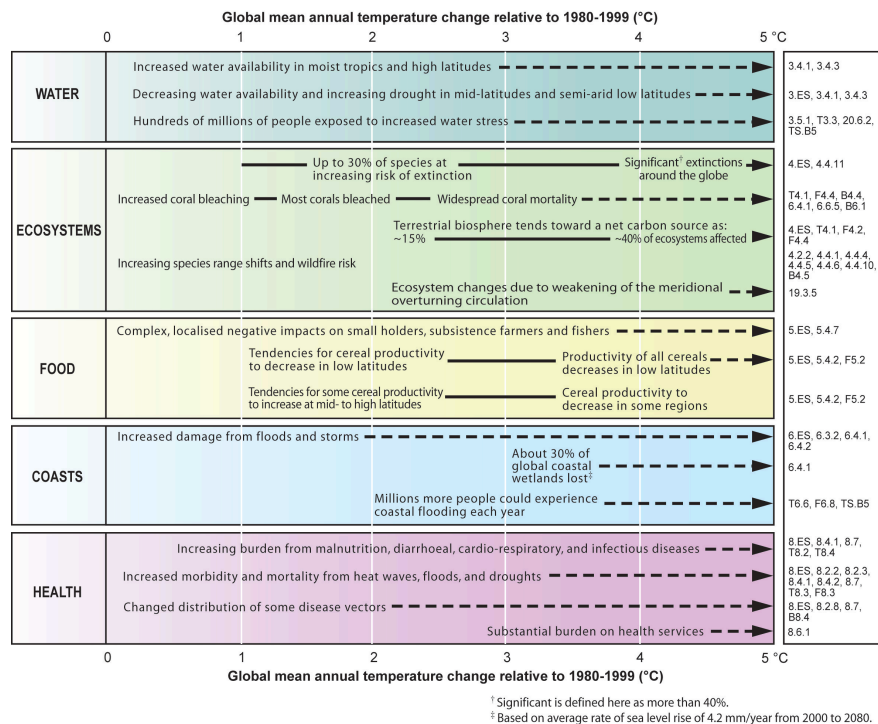 Global mean annual temperature change relative to 1980-1999 (°C)
0 1 2 3 4 5 °C
WATER
Increased water availability in moist tropics and high latitudes
3.4.1, 3.4.3
Decreasing water availability and increasing drought in mid-latitudes and semi-arid low latitudes
3.ES, 3.4.1, 3.4.3
Hundreds of millions of people exposed to increased water stress
3.5.1, T3.3, 20.6.2,
TS.B5
ECOSYSTEMS
Up to 30% of species at
increasing risk of extinction
Significant† extinctions
around the globe
4.ES, 4.4.11
Increased coral bleaching Most corals bleached Widespread coral mortality
T4.1, F4.4, B4.4,
6.4.1, 6.6.5, B6.1
Terrestrial biosphere tends toward a net carbon source as:
~15% ~40% of ecosystems affected
4.ES, T4.1, F4.2,
F4.4
Increasing species range shifts and wildfire risk
4.2.2, 4.4.1, 4.4.4,
4.4.5, 4.4.6, 4.4.10,
B4.5
Ecosystem changes due to weakening of the meridional
overturning circulation
19.3.5
FOOD
Complex, localised negative impacts on small holders, subsistence farmers and fishers
5.ES, 5.4.7
Tendencies for cereal productivity
to decrease in low latitudes
Productivity of all cereals
decreases in low latitudes
5.ES, 5.4.2, F5.2
Tendencies for some cereal productivity
to increase at mid- to high latitudes
Cereal productivity to
decrease in some regions
5.ES, 5.4.2, F5.2
COASTS
Increased damage from floods and storms
6.ES, 6.3.2, 6.4.1,
6.4.2
About 30% of
global coastal
wetlands lost‡
6.4.1
Millions more people could experience
coastal flooding each year
T6.6, F6.8, TS.B5
HEALTH
Increasing burden from malnutrition, diarrhoeal, cardio-respiratory, and infectious diseases
8.ES, 8.4.1, 8.7,
T8.2, T8.4
Increased morbidity and mortality from heat waves, floods, and droughts
8.ES, 8.2.2, 8.2.3,
8.4.1, 8.4.2, 8.7,
T8.3, F8.3
Changed distribution of some disease vectors
8.ES, 8.2.8, 8.7,
B8.4
Substantial burden on health services
8.6.1
0 1 2 3 4 5 °C
Global mean annual temperature change relative to 1980-1999 (°C)
† Significant is defined here as more than 40%.
‡ Based on average rate of sea level rise of 4.2 mm/year from 2000 to 2080.